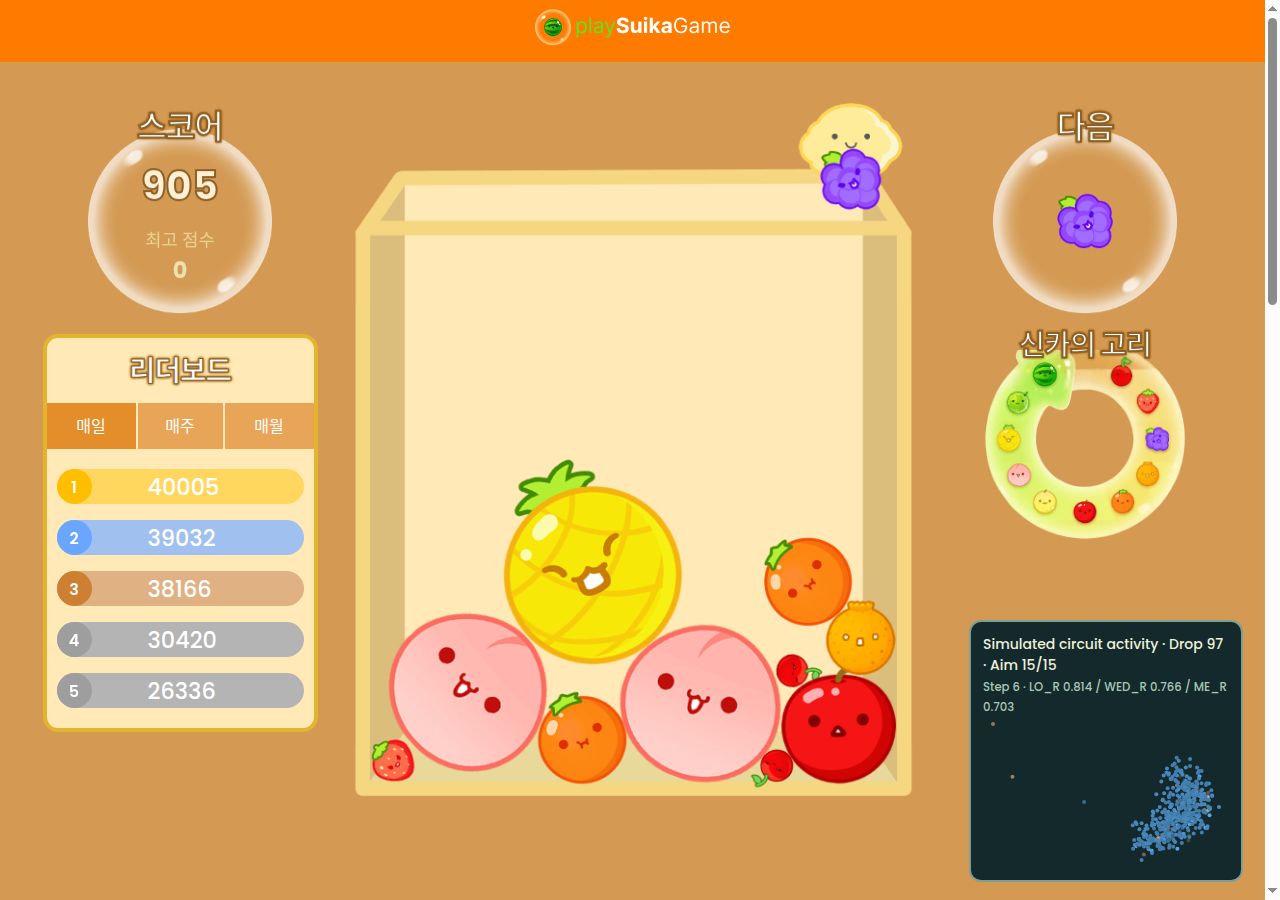 playSuikaGame
스코어
905
최고 점수
0
다음
리더보드
매일
매주
매월
1 40005
2 39032
3 38166
4 30420
5 26336
신카의 고리
Simulated circuit activity · Drop 97
· Aim 15/15
Step 6 · LO_R 0.814 / WED_R 0.766 / ME_R
0.703